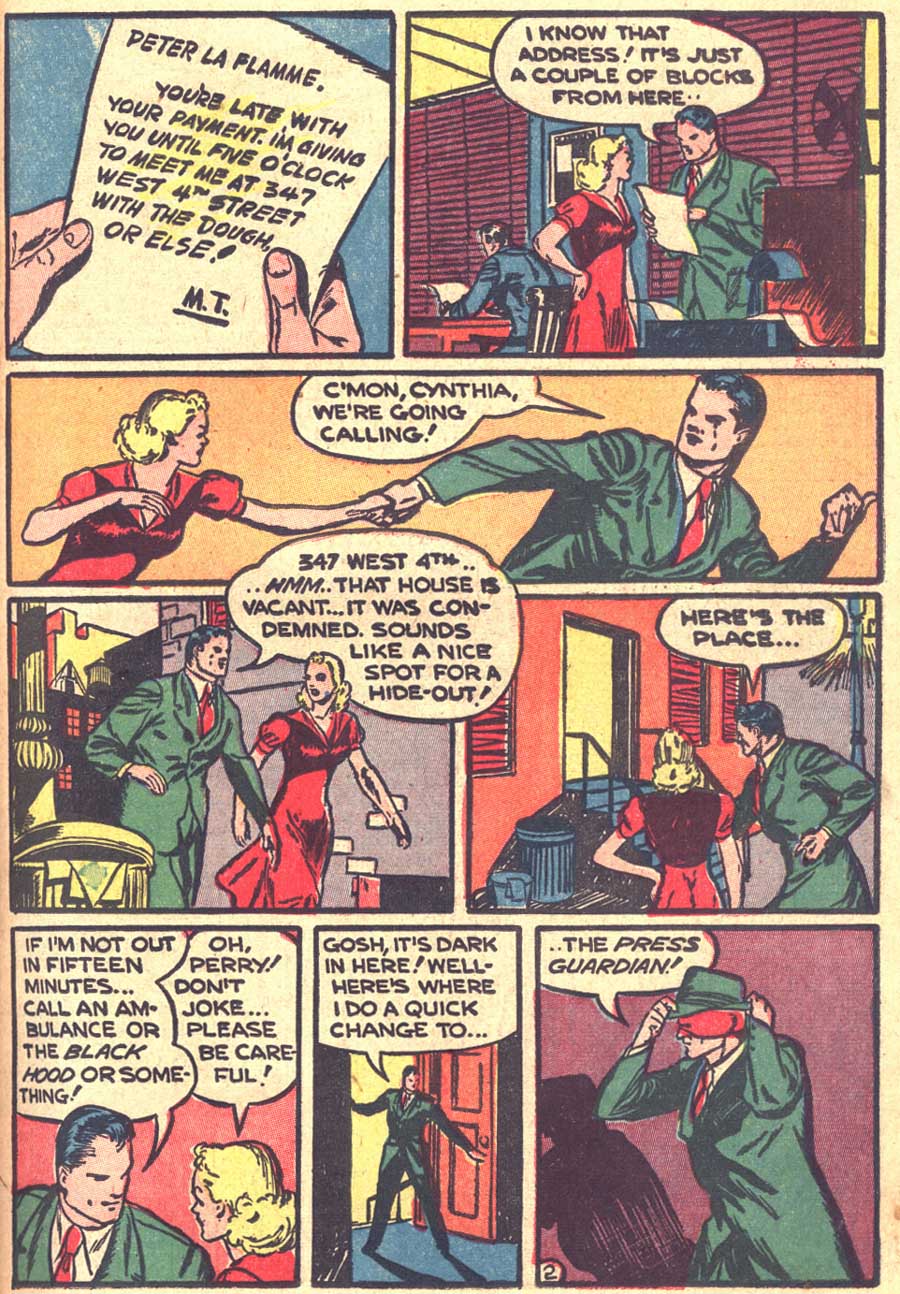 PETER LA FLAMME.
YOU'RE LATE WITH
YOUR PAYMENT. I'M GIVING
YOU UNTIL FIVE O'CLOCK
TO MEET ME AT 347
WEST 4TH STREET
WITH THE DOUGH,
OR ELSE!
M.T.
I KNOW THAT
ADDRESS! IT'S JUST
A COUPLE OF BLOCKS
FROM HERE..
C'MON, CYNTHIA,
WE'RE GOING
CALLING!
347 WEST 4TH..
..HMM..THAT HOUSE IS
VACANT...IT WAS CON-
DEMNED. SOUNDS
LIKE A NICE
SPOT FOR A
HIDE-OUT!
HERE'S THE
PLACE...
IF I'M NOT OUT
IN FIFTEEN
MINUTES...
CALL AN AM-
BULANCE OR
THE BLACK
HOOD OR SOME-
THING!
OH,
PERRY!
DON'T
JOKE...
PLEASE
BE CARE-
FUL!
GOSH, IT'S DARK
IN HERE! WELL-
HERE'S WHERE
I DO A QUICK
CHANGE TO...
..THE PRESS
GUARDIAN!
2